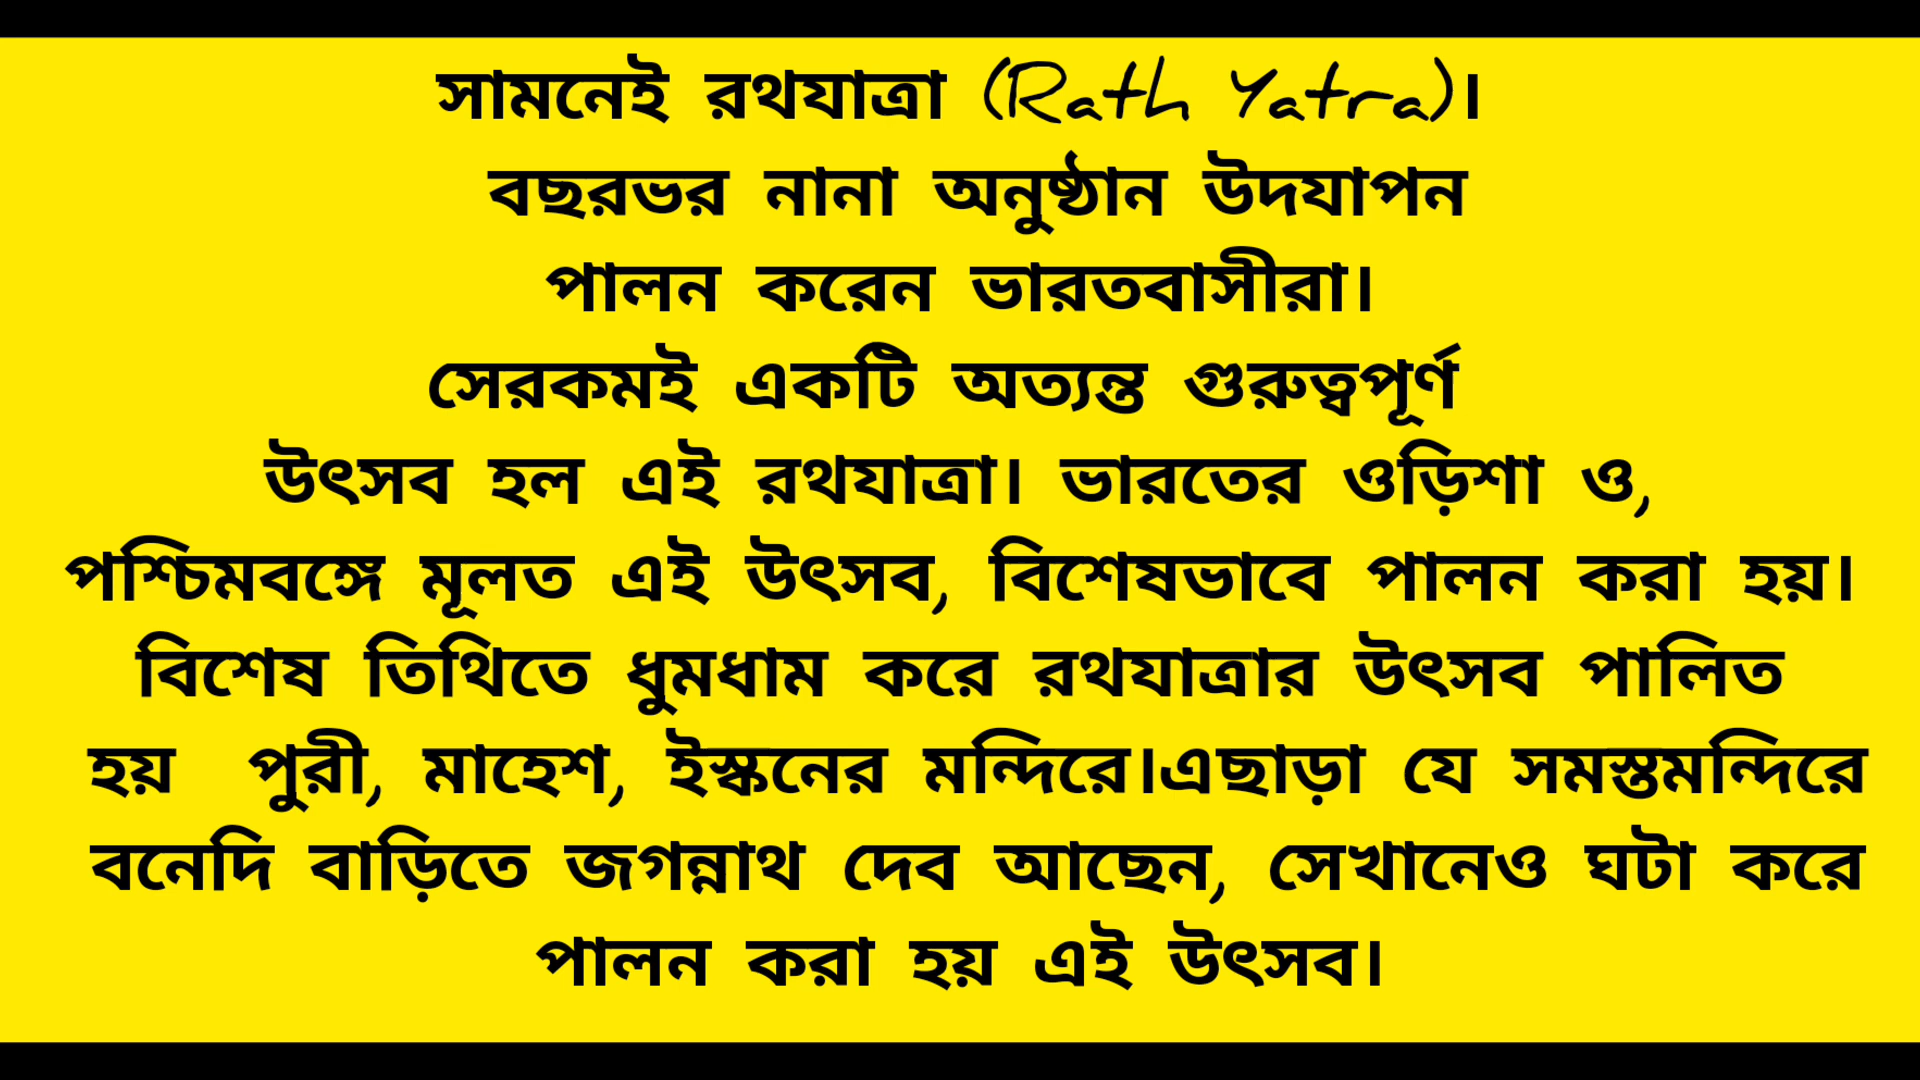 সামনেই রথযাত্রা (Rath Yatra)।
বছরভর নানা অনুষ্ঠান উদযাপন
পালন করেন ভারতবাসীরা।
সেরকমই একটি অত্যন্ত গুরুত্বপূর্ণ
উৎসব হল এই রথযাত্রা। ভারতের ওড়িশা ও,
পশ্চিমবঙ্গে মূলত এই উৎসব, বিশেষভাবে পালন করা হয়।
বিশেষ তিথিতে ধুমধাম করে রথযাত্রার উৎসব পালিত
হয় পুরী, মাহেশ, ইস্কনের মন্দিরে।এছাড়া যে সমস্তমন্দিরে
বনেদি বাড়িতে জগন্নাথ দেব আছেন, সেখানেও ঘটা করে
পালন করা হয় এই উৎসব।